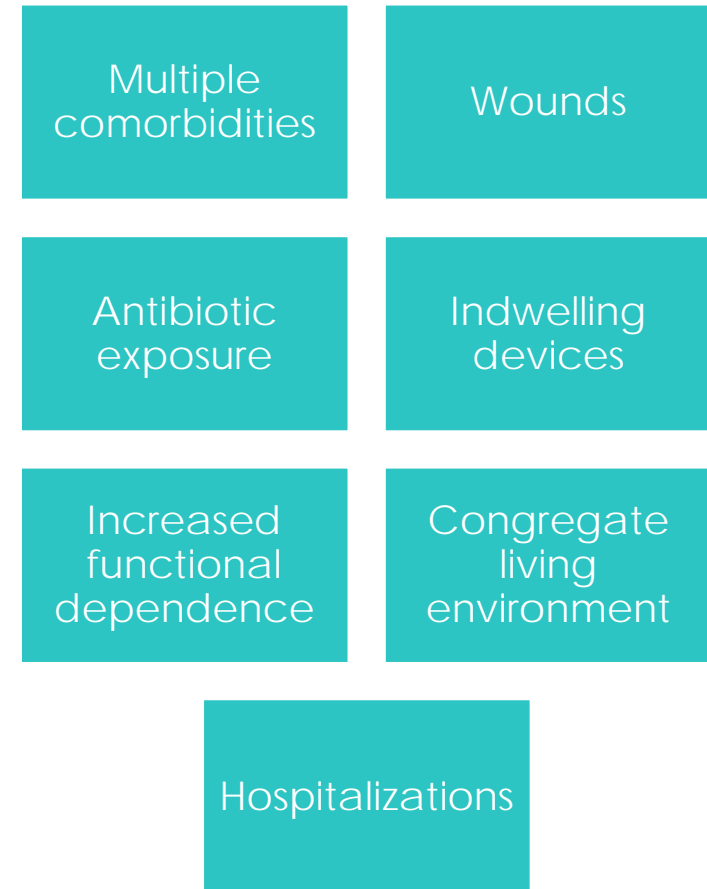 Multiple
comorbidities
Wounds
Antibiotic
exposure
Indwelling
devices
Increased
functional
dependence
Congregate
living
environment
Hospitalizations